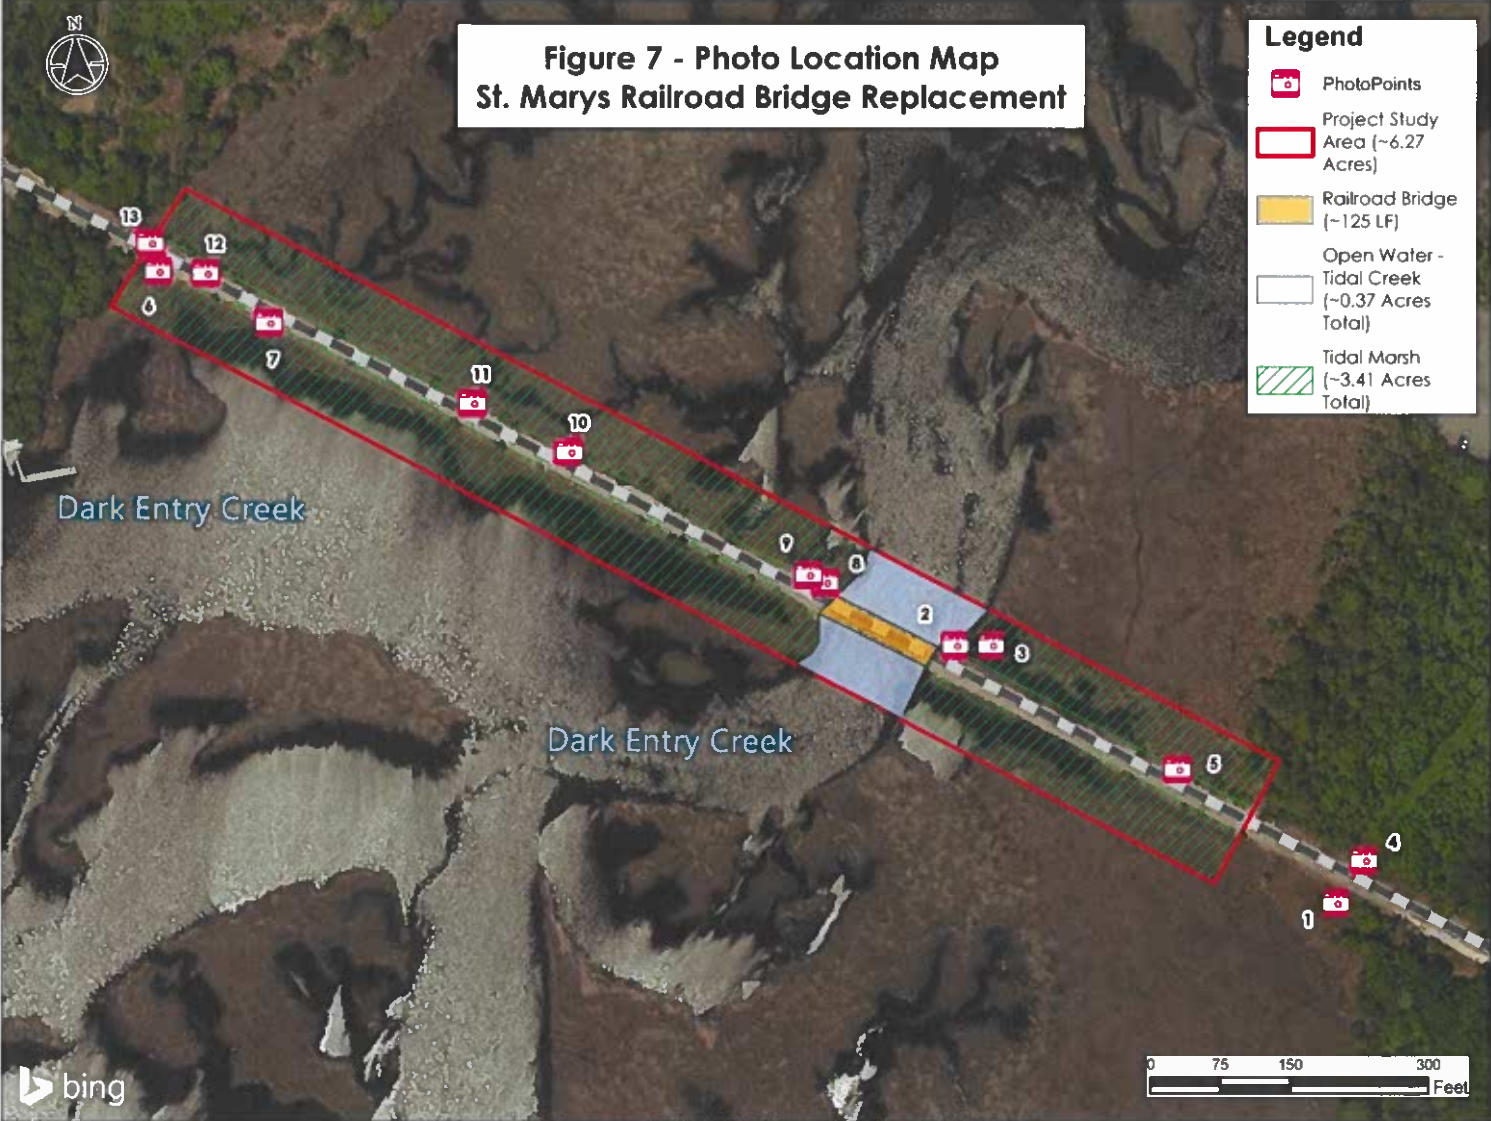 N
Figure 7 - Photo Location Map
St. Marys Railroad Bridge Replacement
Legend
PhotoPoints
Project Study
Area (~6.27
Acres)
Railroad Bridge
(~125 LF)
Open Water -
Tidal Creek
(~0.37 Acres
Total)
Tidal Marsh
(~3.41 Acres
Total)
13
12
6
7
11
10
9
8
2
3
5
4
1
Dark Entry Creek
Dark Entry Creek
bing
0 75 150 300
Feet